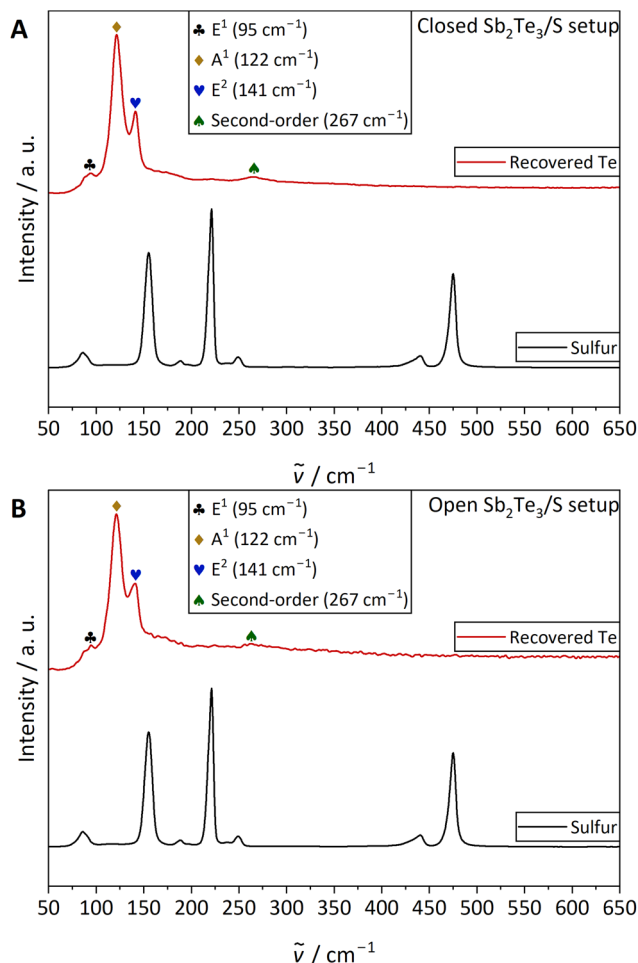 A
Closed Sb₂Te₃/S setup
♣ E¹ (95 cm⁻¹)
♦ A¹ (122 cm⁻¹)
♥ E² (141 cm⁻¹)
♠ Second-order (267 cm⁻¹)
Recovered Te
Sulfur
Intensity / a. u.
50 100 150 200 250 300 350 400 450 500 550 600 650
ṽ / cm⁻¹
B
Open Sb₂Te₃/S setup
♣ E¹ (95 cm⁻¹)
♦ A¹ (122 cm⁻¹)
♥ E² (141 cm⁻¹)
♠ Second-order (267 cm⁻¹)
Recovered Te
Sulfur
Intensity / a. u.
50 100 150 200 250 300 350 400 450 500 550 600 650
ṽ / cm⁻¹